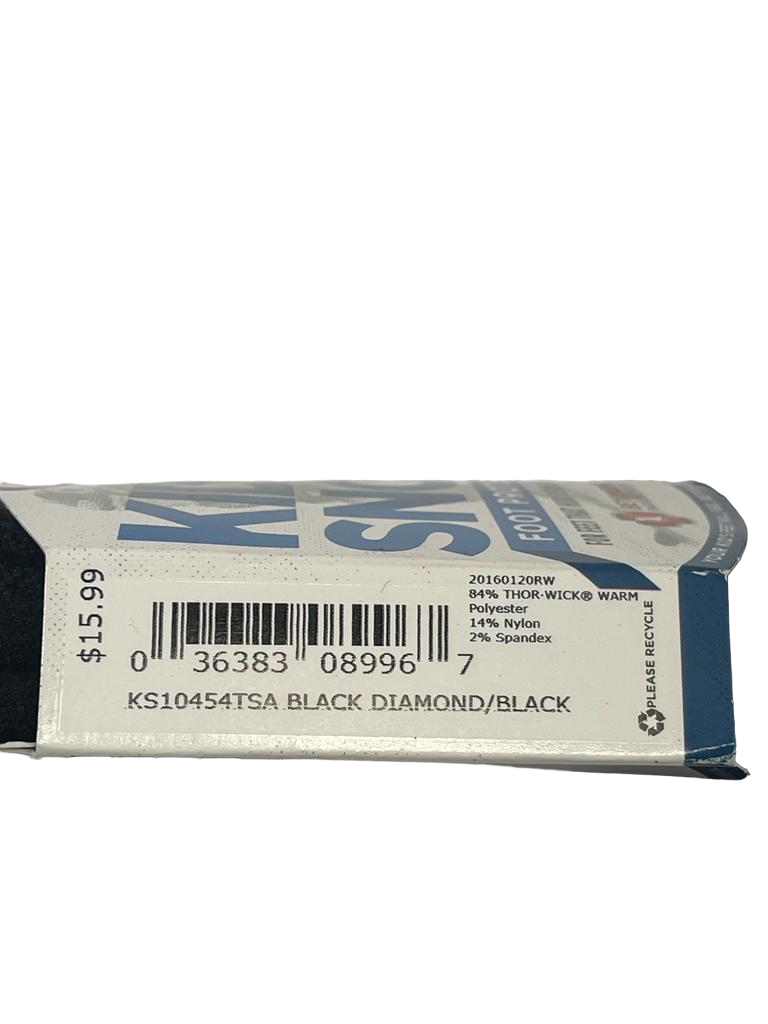 FOOT PRO
$15.99
20160120RW
84% THOR·WICK® WARM
Polyester
14% Nylon
2% Spandex
0 36383 08996 7
KS10454TSA BLACK DIAMOND/BLACK
PLEASE RECYCLE